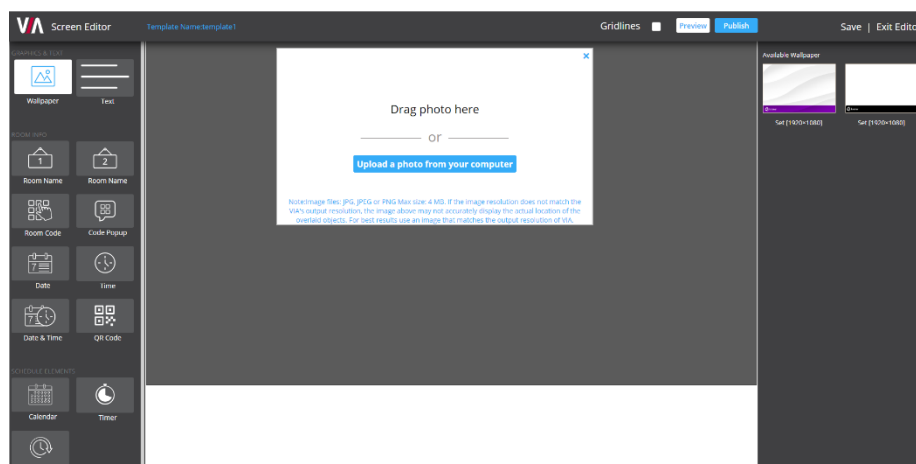 VIA Screen Editor
Template Name:template1
Gridlines
Preview
Publish
Save | Exit Edito
GRAPHICS & TEXT
Wallpaper
Text
ROOM INFO
1
2
Room Name
Room Name
Room Code
Code Popup
7
Date
Time
7
Date & Time
QR Code
SCHEDULE ELEMENTS
Calendar
Timer
×
Drag photo here
or
Upload a photo from your computer
Note:Image files: JPG, JPEG or PNG Max size: 4 MB. If the image resolution does not match the
VIA's output resolution, the image above may not accurately display the actual location of the
overlaid objects. For best results use an image that matches the output resolution of VIA.
Available Wallpaper
Set [1920×1080]
Set [1920×1080]